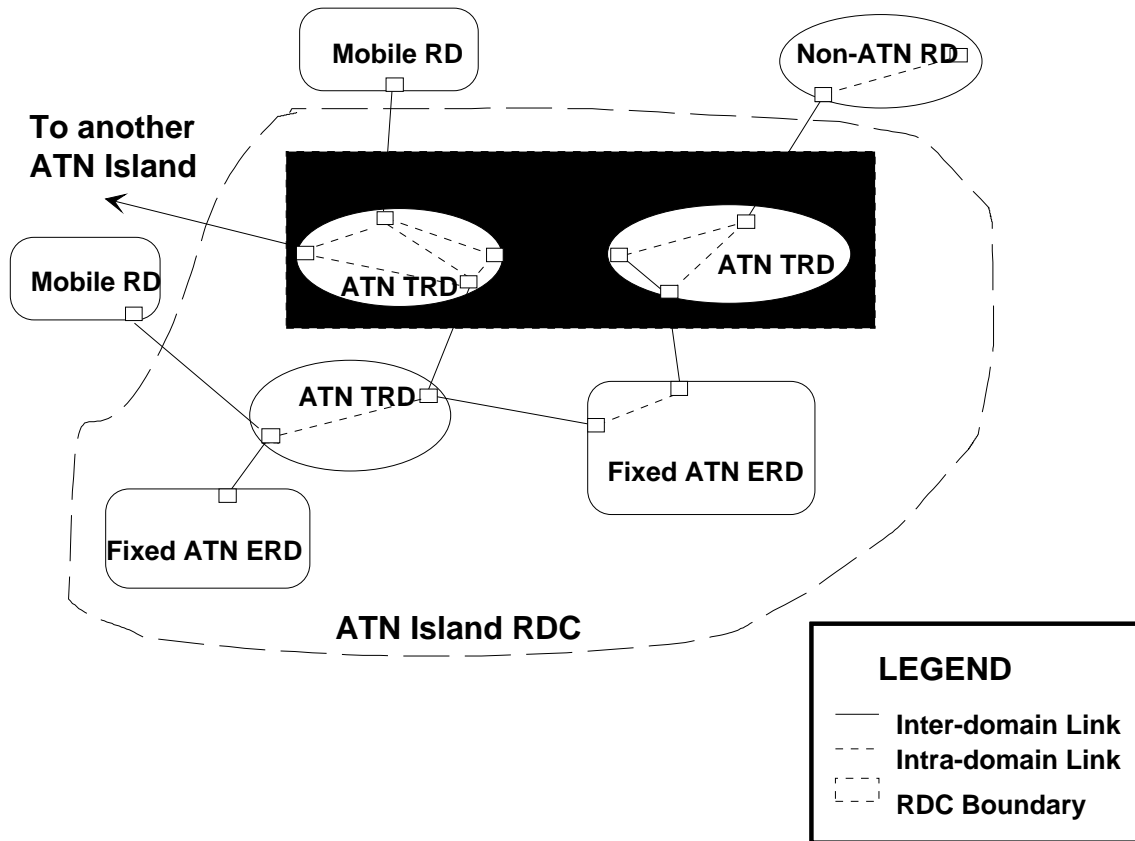 Mobile RD
Non-ATN RD
To another
ATN Island
ATN TRD
ATN TRD
Mobile RD
ATN TRD
Fixed ATN ERD
Fixed ATN ERD
ATN Island RDC
LEGEND
Inter-domain Link
Intra-domain Link
RDC Boundary